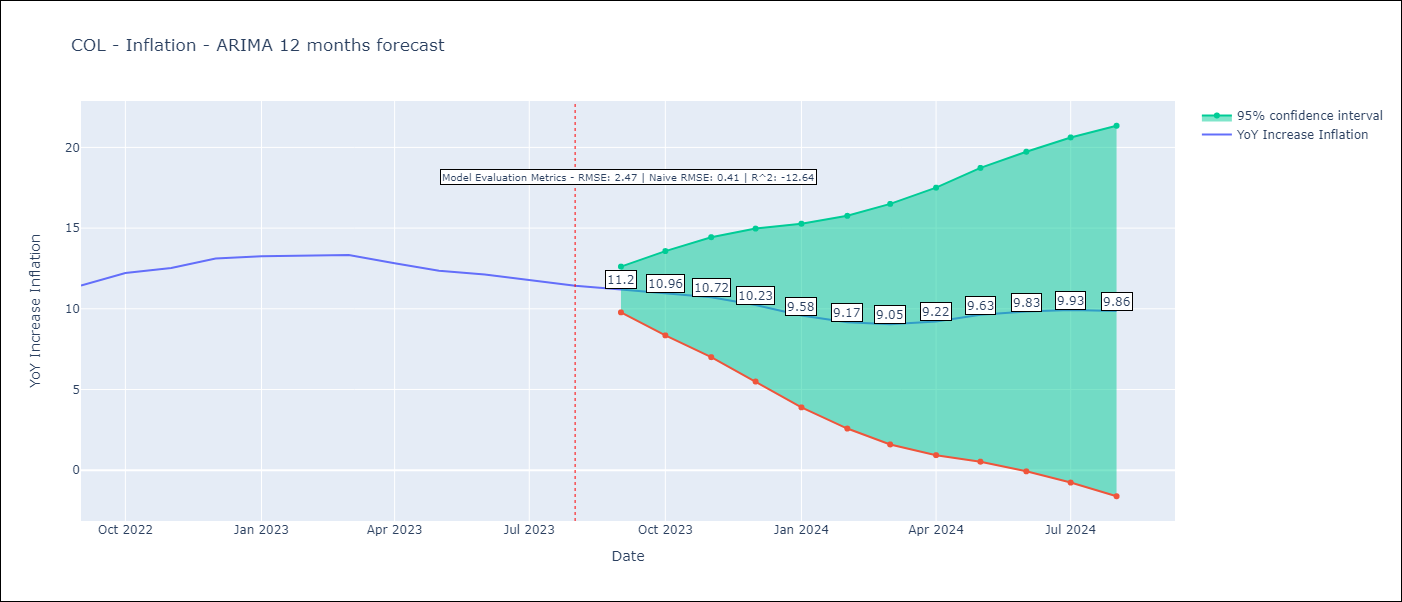 COL - Inflation - ARIMA 12 months forecast
95% confidence interval
YoY Increase Inflation
Model Evaluation Metrics - RMSE: 2.47 | Naive RMSE: 0.41 | R^2: -12.64
YoY Increase Inflation
20
15
10
5
0
11.2
10.96
10.72
10.23
9.58
9.17
9.05
9.22
9.63
9.83
9.93
9.86
Oct 2022
Jan 2023
Apr 2023
Jul 2023
Oct 2023
Jan 2024
Apr 2024
Jul 2024
Date